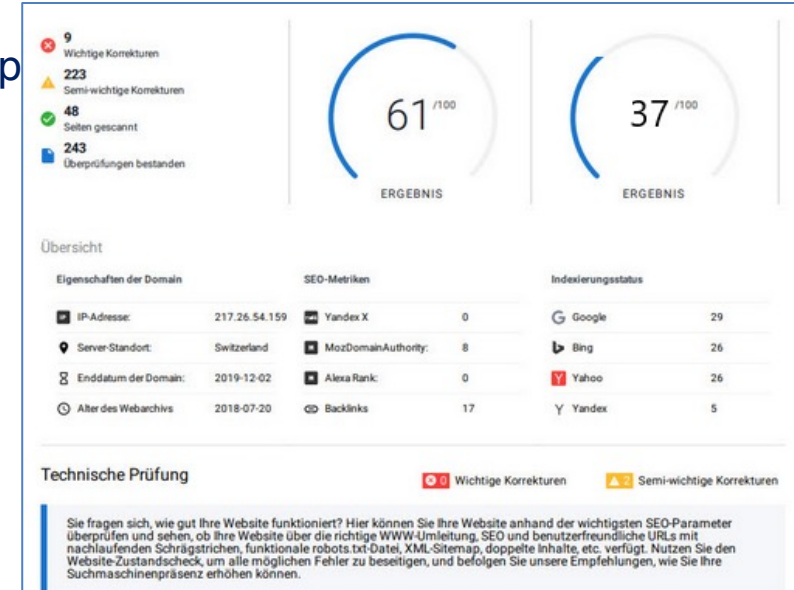 p
9
Wichtige Korrekturen
223
Semi-wichtige Korrekturen
48
Seiten gescannt
243
Überprüfungen bestanden
61 /100
ERGEBNIS
37 /100
ERGEBNIS
Übersicht
Eigenschaften der Domain
IP-Adresse: 217.26.54.159
Server-Standort: Switzerland
Enddatum der Domain: 2019-12-02
Alter des Webarchivs 2018-07-20
SEO-Metriken
Yandex X 0
MozDomainAuthority: 8
Alexa Rank: 0
Backlinks 17
Indexierungsstatus
Google 29
Bing 26
Yahoo 26
Yandex 5
Technische Prüfung
0 Wichtige Korrekturen
2 Semi-wichtige Korrekturen
Sie fragen sich, wie gut Ihre Website funktioniert? Hier können Sie Ihre Website anhand der wichtigsten SEO-Parameter
überprüfen und sehen, ob Ihre Website über die richtige WWW-Umleitung, SEO und benutzerfreundliche URLs mit
nachlaufenden Schrägstrichen, funktionale robots.txt-Datei, XML-Sitemap, doppelte Inhalte, etc. verfügt. Nutzen Sie den
Website-Zustandscheck, um alle möglichen Fehler zu beseitigen, und befolgen Sie unsere Empfehlungen, wie Sie Ihre
Suchmaschinenpräsenz erhöhen können.